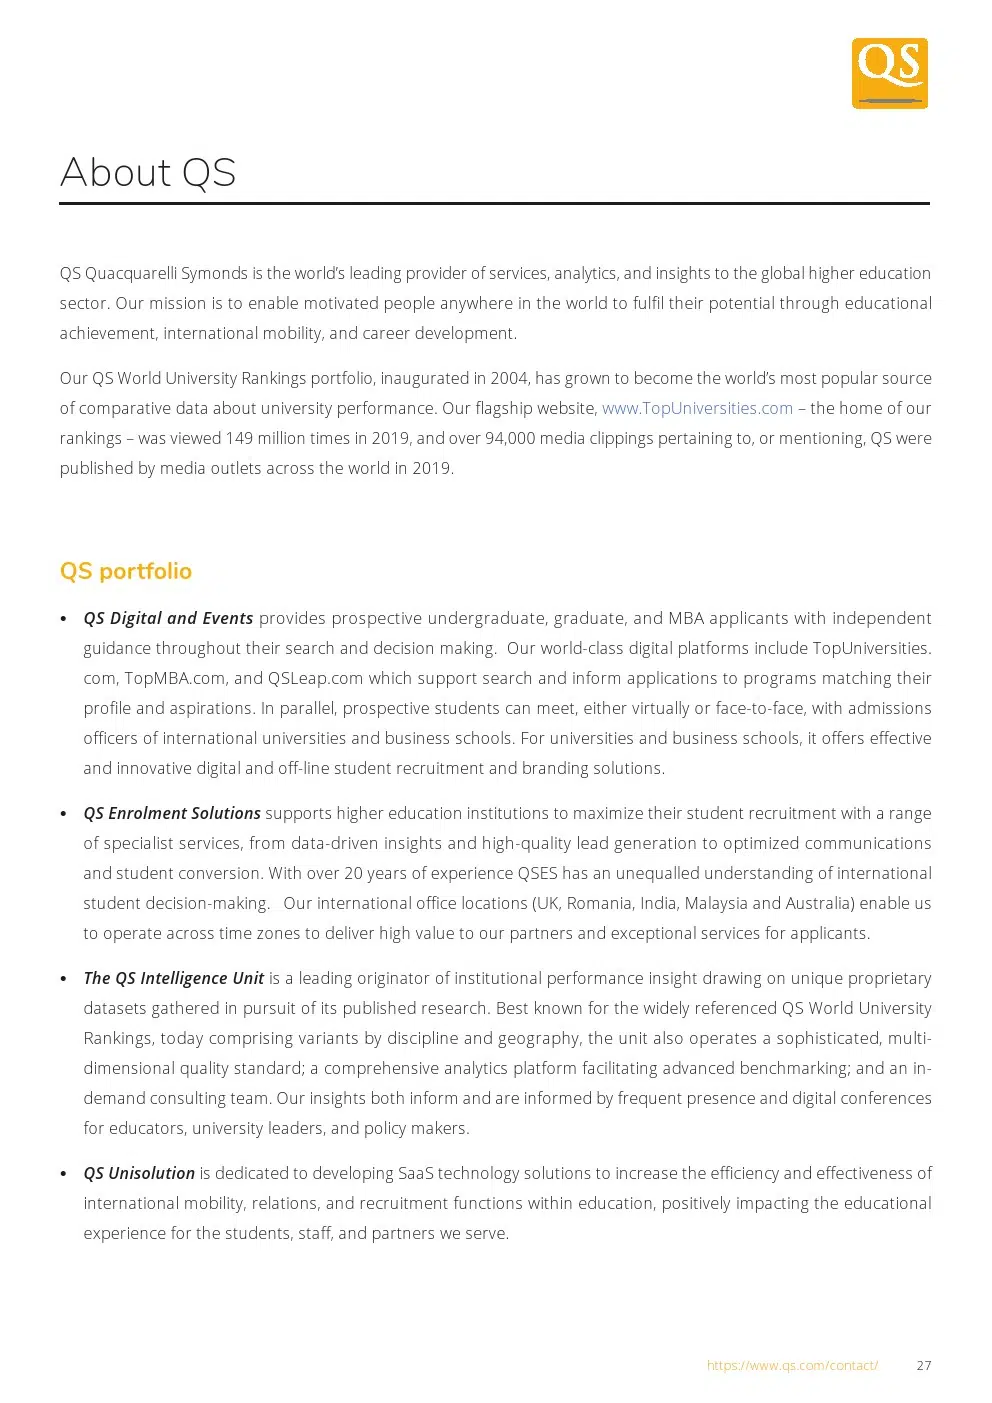 QS
About QS
QS Quacquarelli Symonds is the world's leading provider of services, analytics, and insights to the global higher education
sector. Our mission is to enable motivated people anywhere in the world to fulfil their potential through educational
achievement, international mobility, and career development.
Our QS World University Rankings portfolio, inaugurated in 2004, has grown to become the world's most popular source
of comparative data about university performance. Our flagship website, www.TopUniversities.com – the home of our
rankings – was viewed 149 million times in 2019, and over 94,000 media clippings pertaining to, or mentioning, QS were
published by media outlets across the world in 2019.
QS portfolio
• QS Digital and Events provides prospective undergraduate, graduate, and MBA applicants with independent
guidance throughout their search and decision making.  Our world-class digital platforms include TopUniversities.
com, TopMBA.com, and QSLeap.com which support search and inform applications to programs matching their
profile and aspirations. In parallel, prospective students can meet, either virtually or face-to-face, with admissions
officers of international universities and business schools. For universities and business schools, it offers effective
and innovative digital and off-line student recruitment and branding solutions.
• QS Enrolment Solutions supports higher education institutions to maximize their student recruitment with a range
of specialist services, from data-driven insights and high-quality lead generation to optimized communications
and student conversion. With over 20 years of experience QSES has an unequalled understanding of international
student decision-making.   Our international office locations (UK, Romania, India, Malaysia and Australia) enable us
to operate across time zones to deliver high value to our partners and exceptional services for applicants.
• The QS Intelligence Unit is a leading originator of institutional performance insight drawing on unique proprietary
datasets gathered in pursuit of its published research. Best known for the widely referenced QS World University
Rankings, today comprising variants by discipline and geography, the unit also operates a sophisticated, multi-
dimensional quality standard; a comprehensive analytics platform facilitating advanced benchmarking; and an in-
demand consulting team. Our insights both inform and are informed by frequent presence and digital conferences
for educators, university leaders, and policy makers.
• QS Unisolution is dedicated to developing SaaS technology solutions to increase the efficiency and effectiveness of
international mobility, relations, and recruitment functions within education, positively impacting the educational
experience for the students, staff, and partners we serve.
https://www.qs.com/contact/ 27